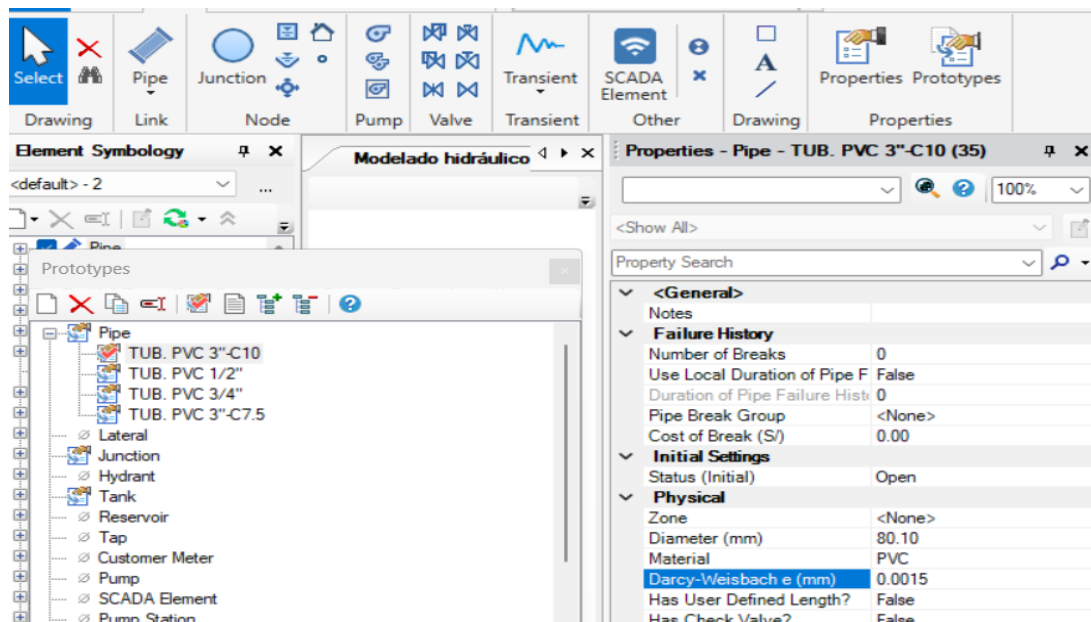 Select
Pipe
Junction
Transient
SCADA
Element
A
Properties Prototypes
Drawing
Link
Node
Pump
Valve
Transient
Other
Drawing
Properties
Element Symbology
<default> - 2
...
Pipe
Modelado hidráulico
Prototypes
Pipe
TUB. PVC 3"-C10
TUB. PVC 1/2"
TUB. PVC 3/4"
TUB. PVC 3"-C7.5
Lateral
Junction
Hydrant
Tank
Reservoir
Tap
Customer Meter
Pump
SCADA Element
Pump Station
Properties - Pipe - TUB. PVC 3"-C10 (35)
100%
<Show All>
Property Search
<General>
Notes
Failure History
Number of Breaks 0
Use Local Duration of Pipe F False
Duration of Pipe Failure Histo 0
Pipe Break Group <None>
Cost of Break (S/) 0.00
Initial Settings
Status (Initial) Open
Physical
Zone <None>
Diameter (mm) 80.10
Material PVC
Darcy-Weisbach e (mm) 0.0015
Has User Defined Length? False
Has Check Valve? False